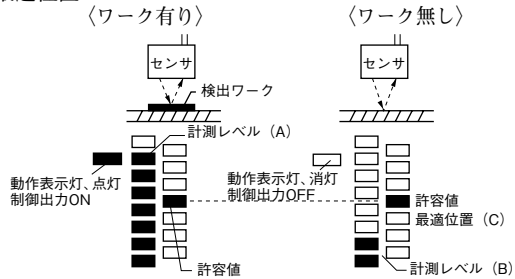 〈ワーク有り〉
〈ワーク無し〉
センサ
センサ
検出ワーク
計測レベル（A）
動作表示灯、点灯
制御出力ON
動作表示灯、消灯
制御出力OFF
許容値
最適位置（C）
許容値
計測レベル（B）